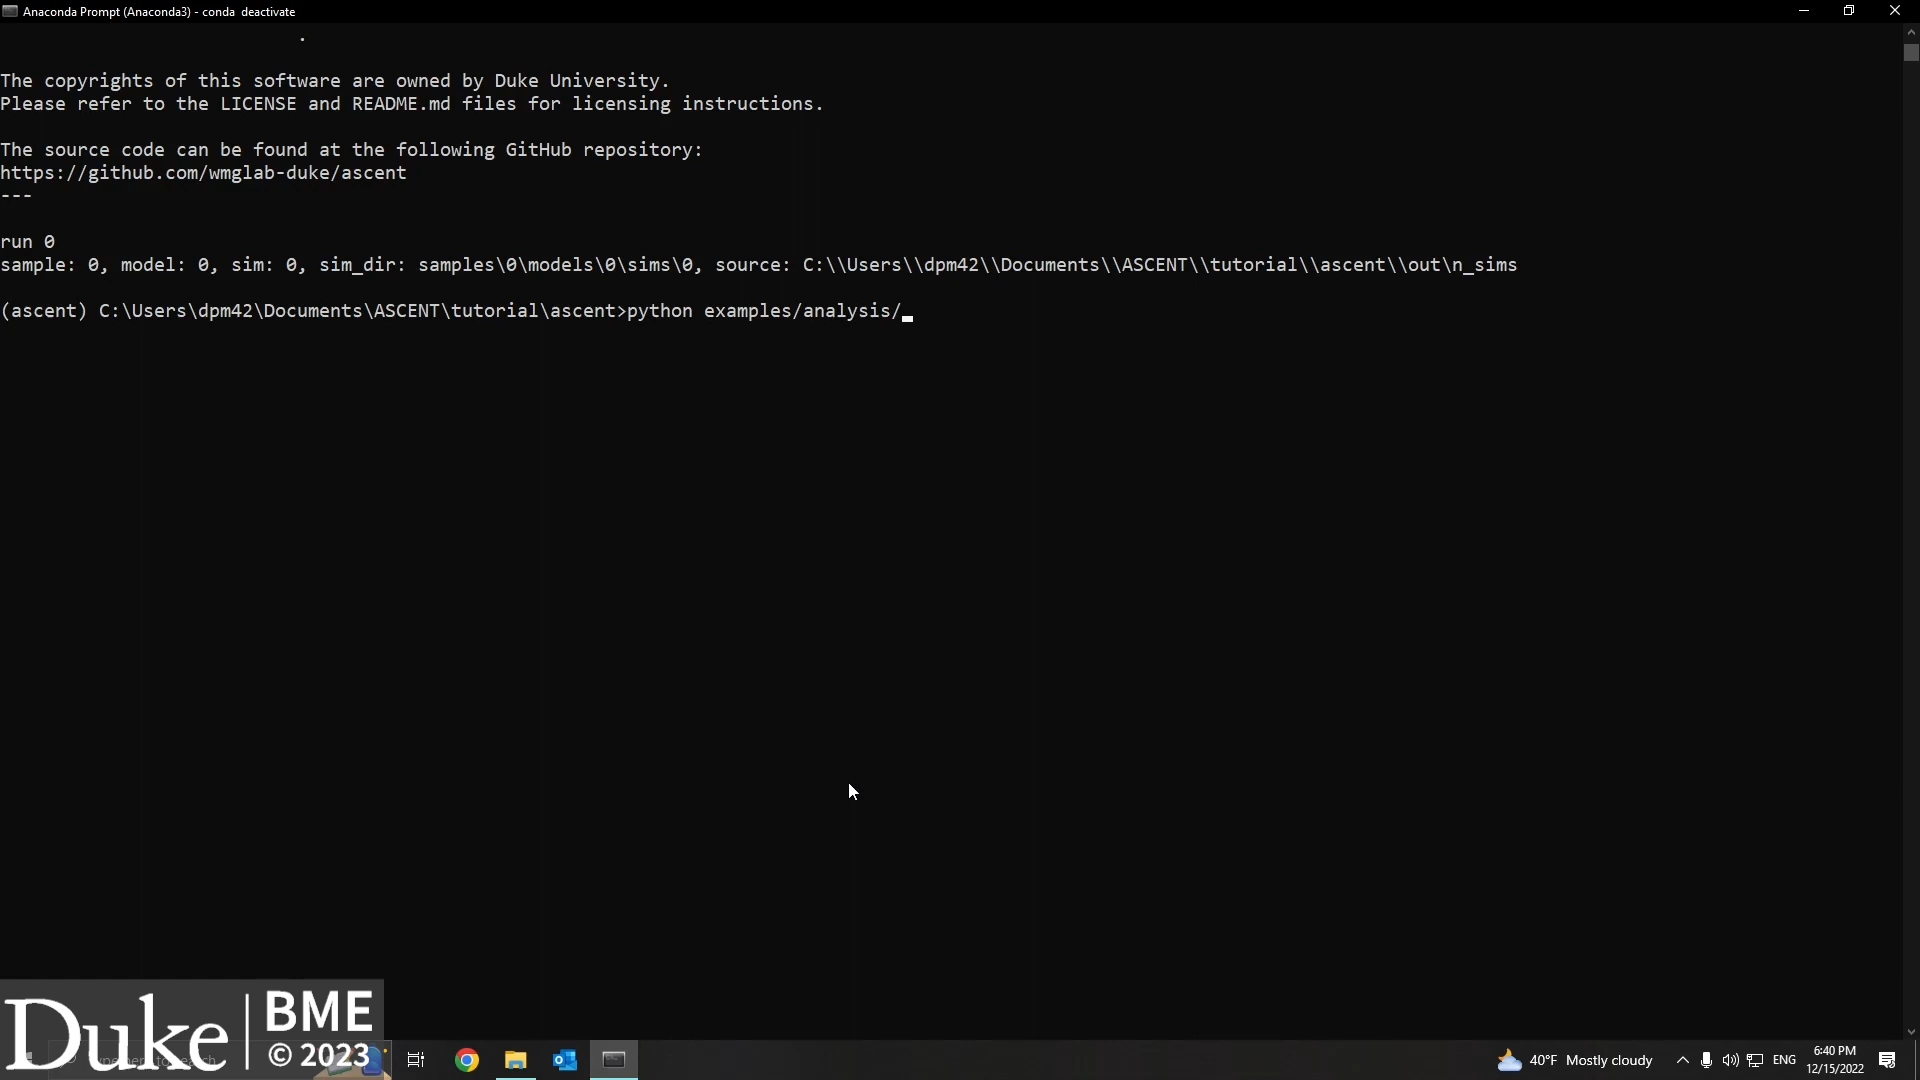 Anaconda Prompt (Anaconda3) - conda  deactivate
.
The copyrights of this software are owned by Duke University.
Please refer to the LICENSE and README.md files for licensing instructions.
The source code can be found at the following GitHub repository:
https://github.com/wmglab-duke/ascent
---
run 0
sample: 0, model: 0, sim: 0, sim_dir: samples\0\models\0\sims\0, source: C:\\Users\\dpm42\\Documents\\ASCENT\\tutorial\\ascent\\out\n_sims
(ascent) C:\Users\dpm42\Documents\ASCENT\tutorial\ascent>python examples/analysis/_
Duke BME
© 2023
40°F Mostly cloudy
ENG
6:40 PM
12/15/2022